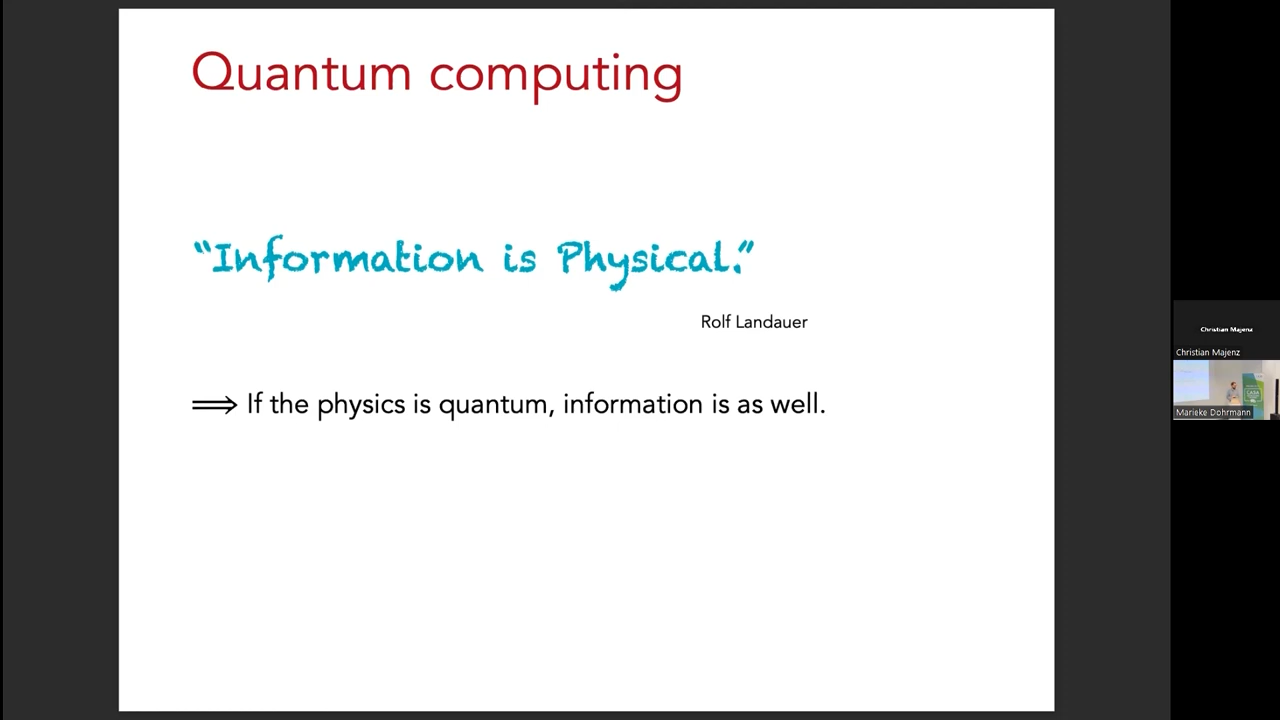 Quantum computing
“Information is Physical.”
Rolf Landauer
⟹ If the physics is quantum, information is as well.
Christian Majenz
Christian Majenz
CASA
Marieke Dohrmann